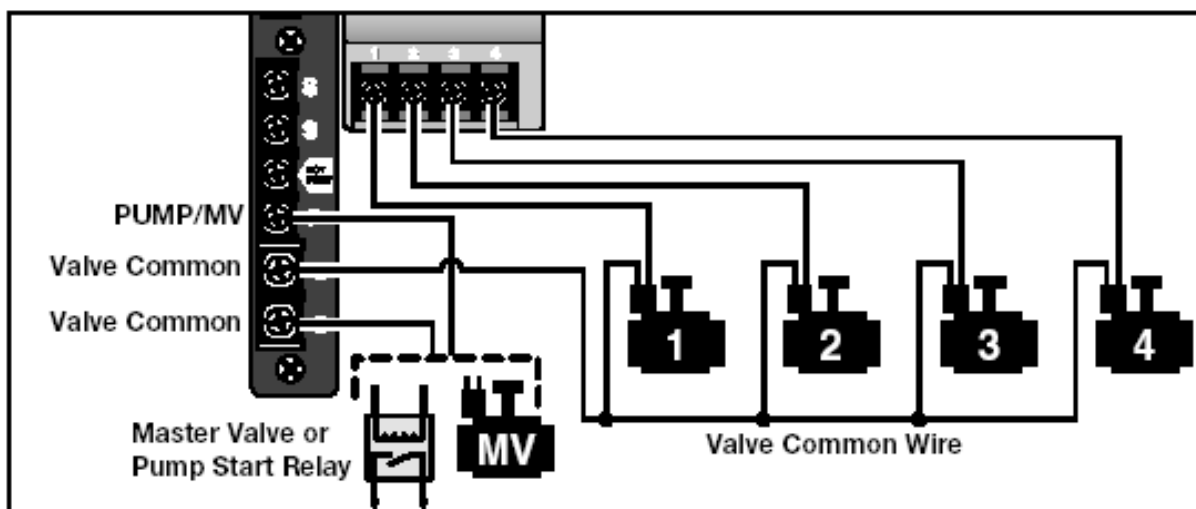 1 2 3 4
PUMP/MV
Valve Common
Valve Common
1 2 3 4
Master Valve or
Pump Start Relay
MV
Valve Common Wire